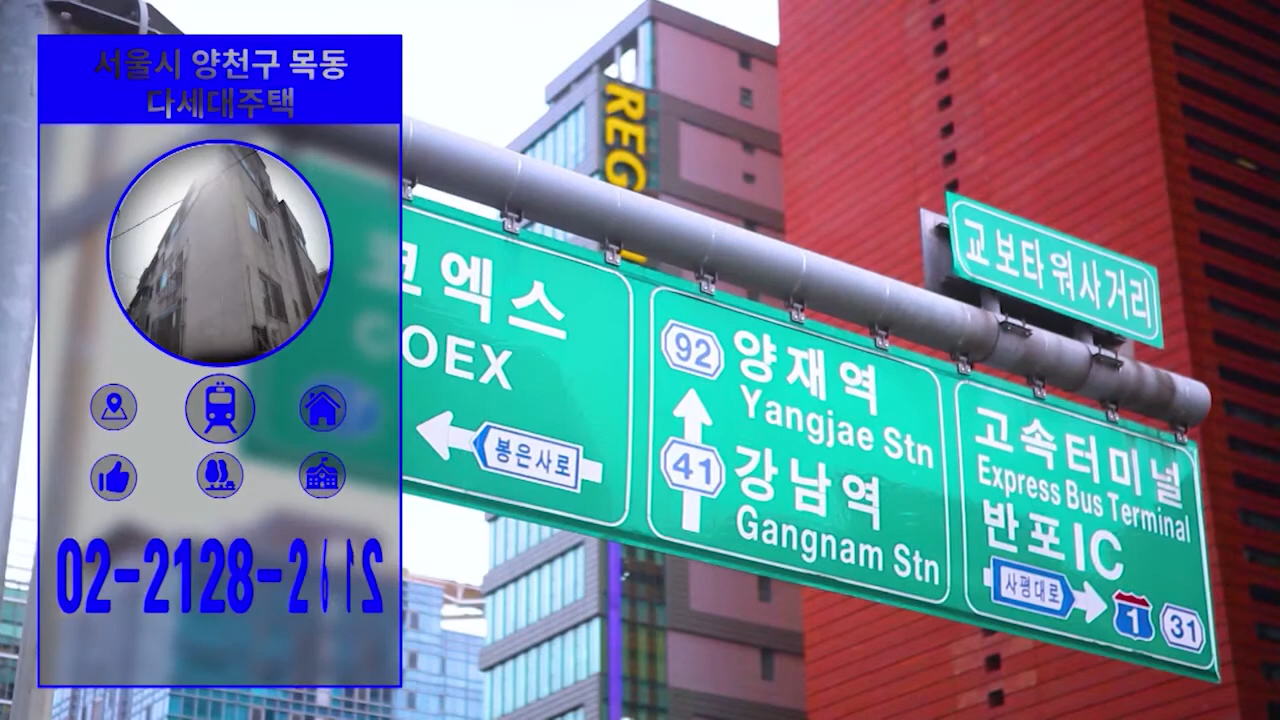 서울시 양천구 목동
다세대주택
02-2128-2
REG
교보타워사거리
코엑스
OEX
봉은사로
92
양재역
Yangjae Stn
41
강남역
Gangnam Stn
고속터미널
Express Bus Terminal
반포IC
사평대로
1
31